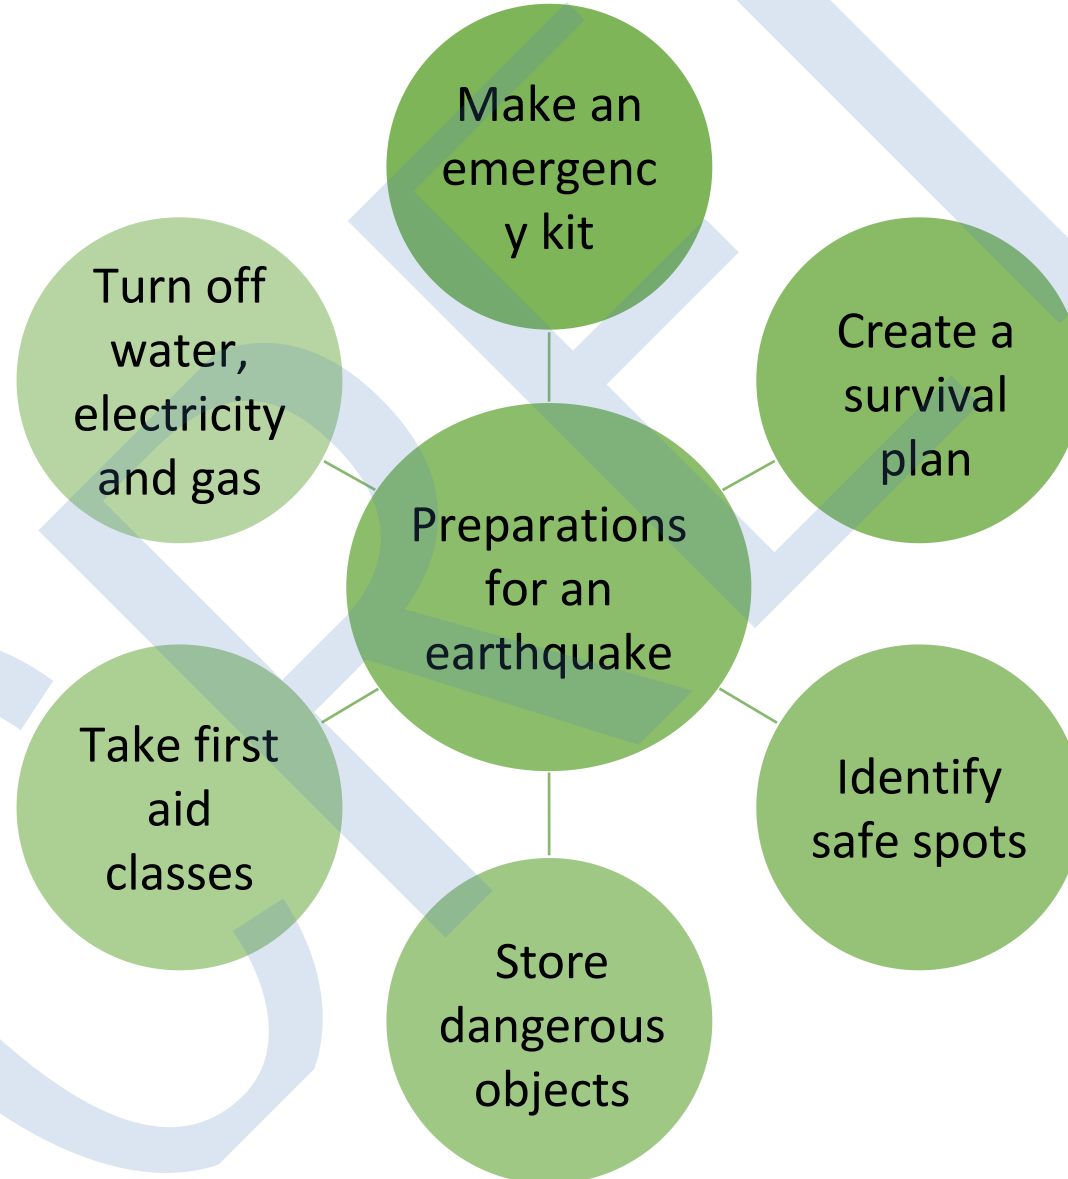 Make an
emergenc
y kit
Create a
survival
plan
Identify
safe spots
Store
dangerous
objects
Take first
aid
classes
Turn off
water,
electricity
and gas
Preparations
for an
earthquake